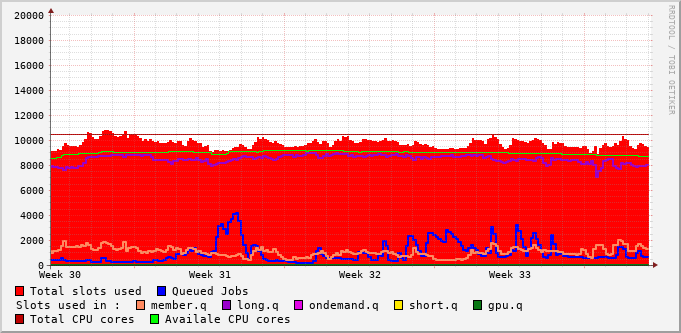 RRDTOOL / TOBI OETIKER
20000
18000
16000
14000
12000
10000
8000
6000
4000
2000
0
Week 30 Week 31 Week 32 Week 33
Total slots used Queued Jobs
Slots used in : member.q long.q ondemand.q short.q gpu.q
Total CPU cores Availale CPU cores